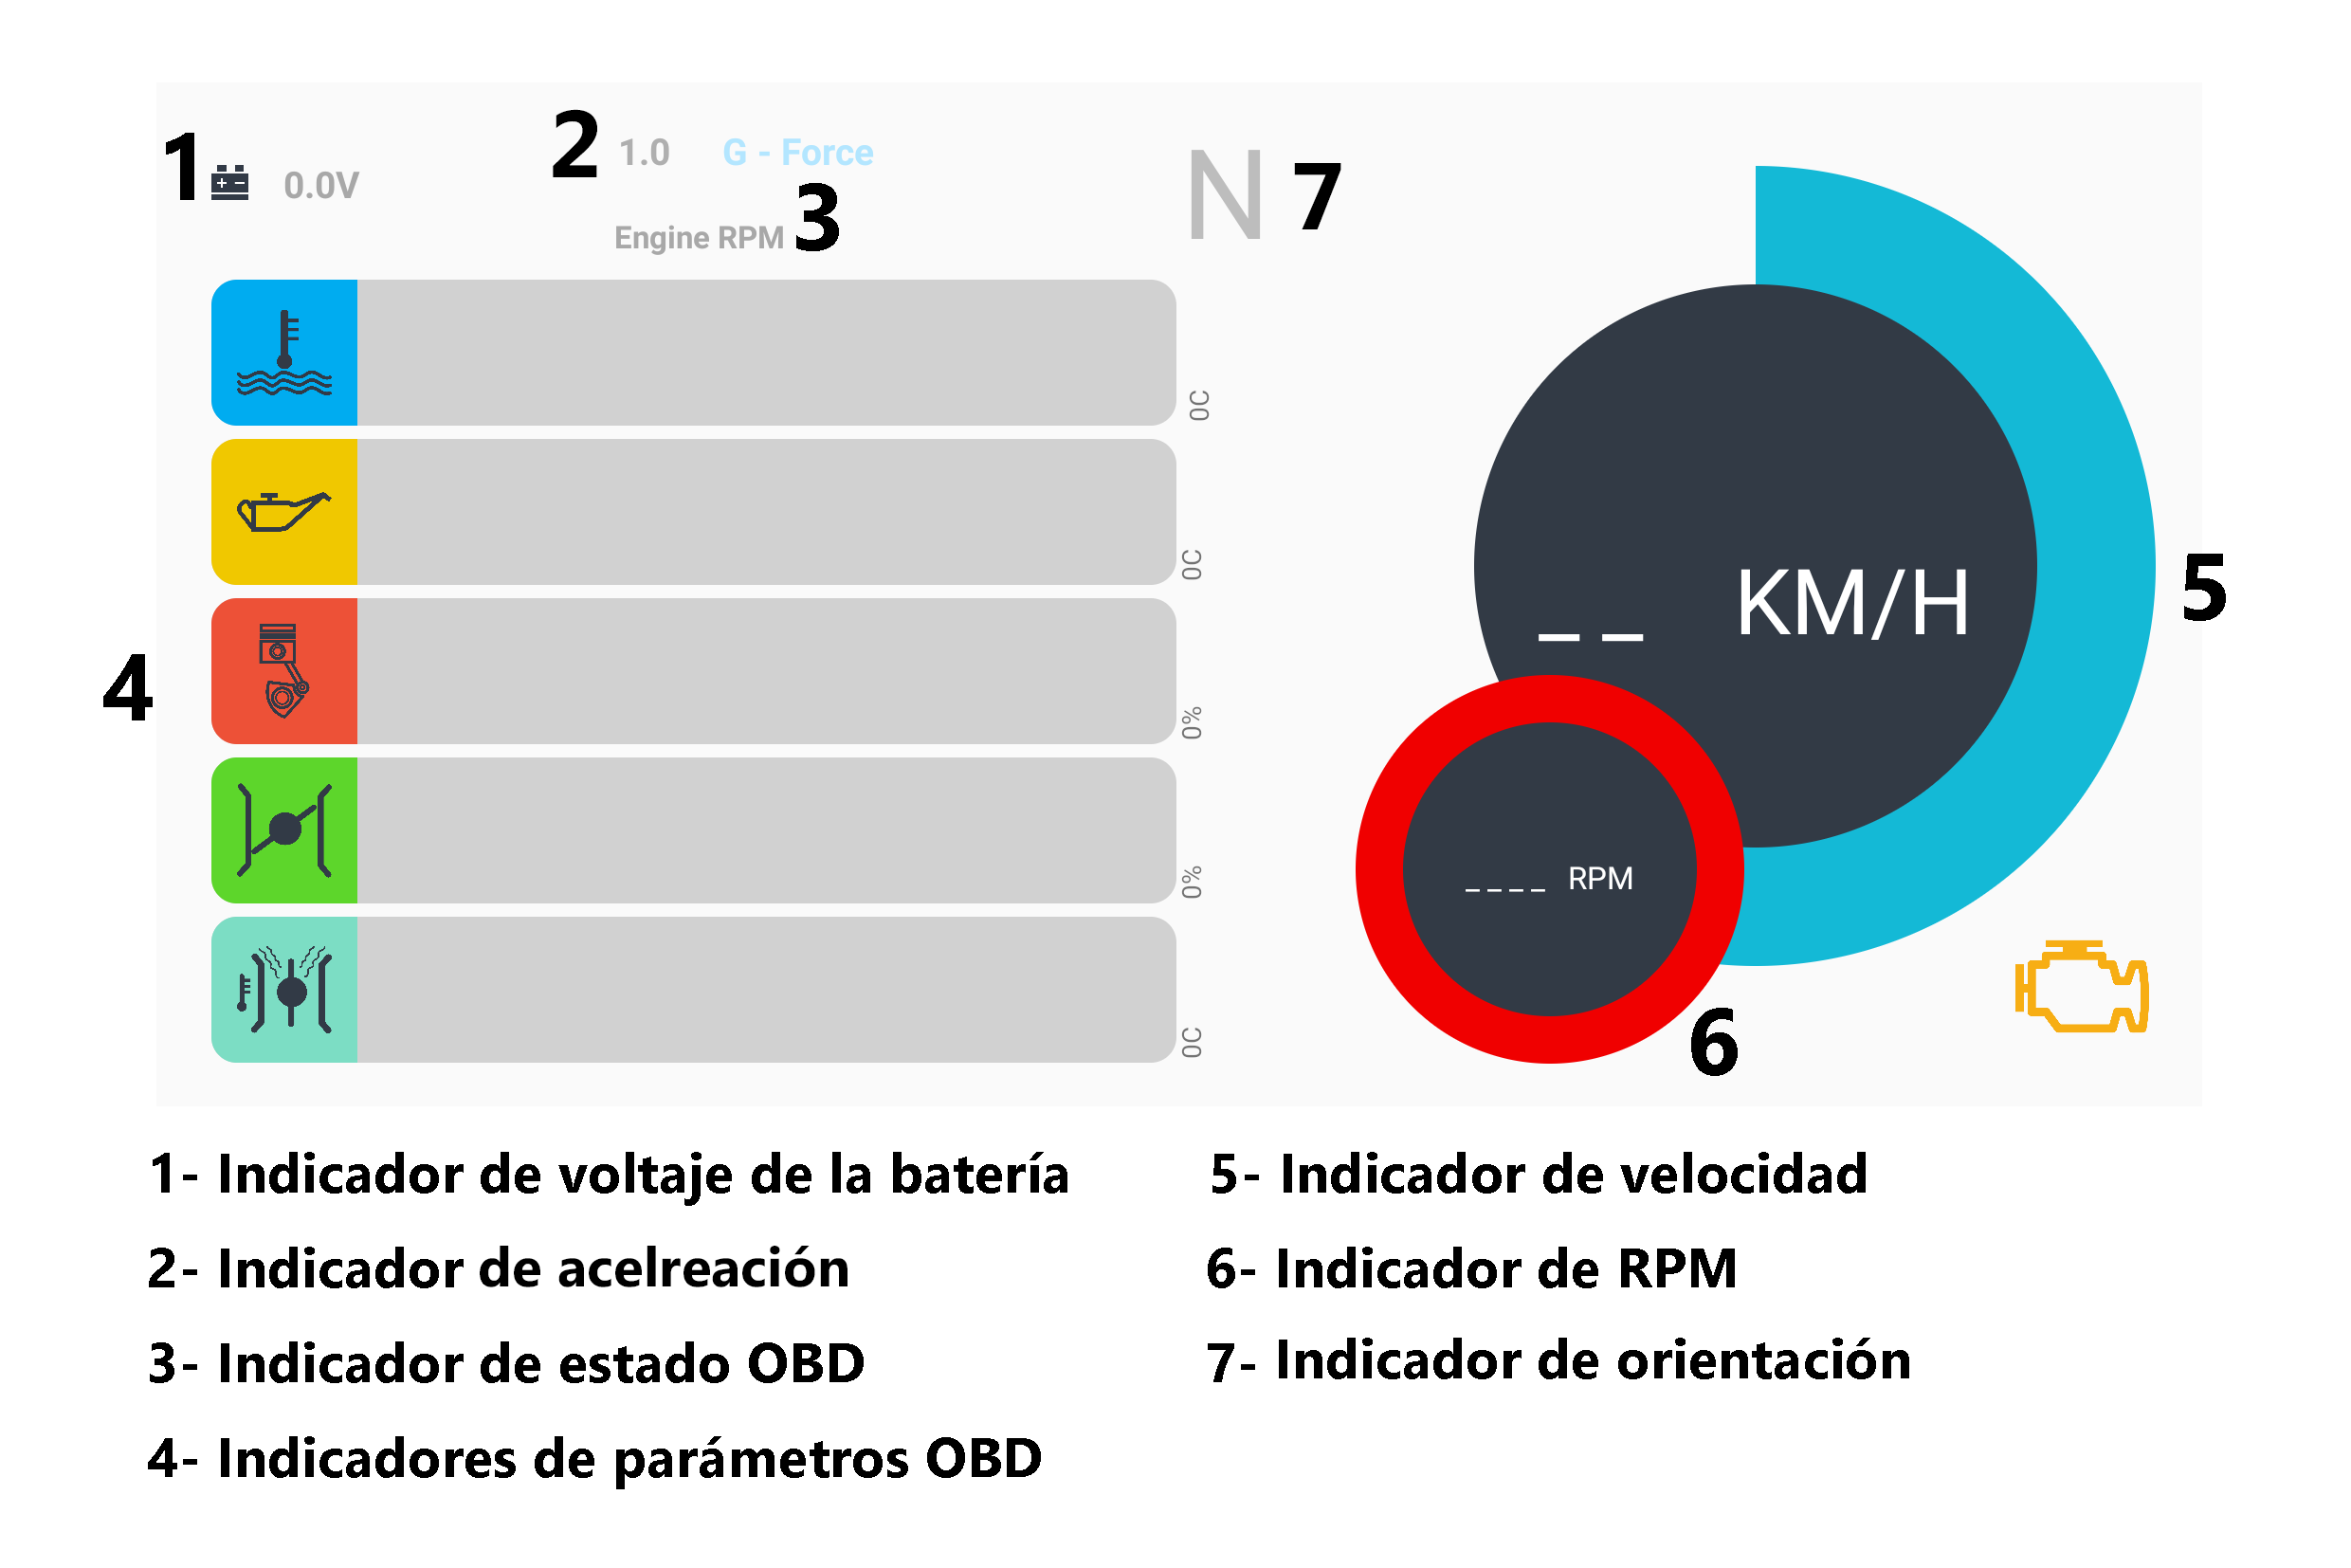 1
0.0V
2
1.0 G - Force
Engine RPM 3
N 7
0C
0C
4
0%
0%
0C
_ _ KM/H
5
_ _ _ _ RPM
6
1- Indicador de voltaje de la batería
2- Indicador de acelreación
3- Indicador de estado OBD
4- Indicadores de parámetros OBD
5- Indicador de velocidad
6- Indicador de RPM
7- Indicador de orientación